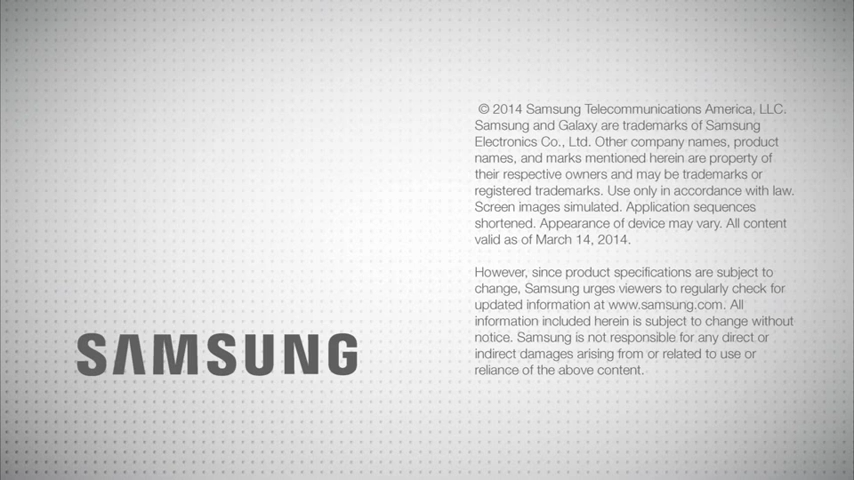 © 2014 Samsung Telecommunications America, LLC.
Samsung and Galaxy are trademarks of Samsung
Electronics Co., Ltd. Other company names, product
names, and marks mentioned herein are property of
their respective owners and may be trademarks or
registered trademarks. Use only in accordance with law.
Screen images simulated. Application sequences
shortened. Appearance of device may vary. All content
valid as of March 14, 2014.
However, since product specifications are subject to
change, Samsung urges viewers to regularly check for
updated information at www.samsung.com. All
information included herein is subject to change without
notice. Samsung is not responsible for any direct or
indirect damages arising from or related to use or
reliance of the above content.
SAMSUNG